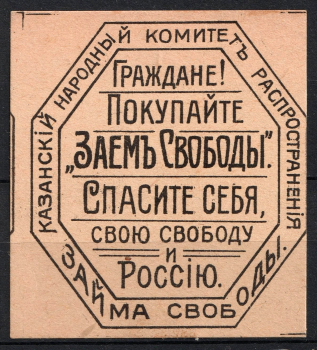 КАЗАНСКІЙ НАРОДНЫЙ КОМИТЕТЪ РАСПРОСТРАНЕНІЯ
ЗАЙМА СВОБОДЫ.
ГРАЖДАНЕ!
ПОКУПАЙТЕ
„ЗАЕМЪ СВОБОДЫ".
СПАСИТЕ СЕБЯ,
СВОЮ СВОБОДУ
И
РОССІЮ.